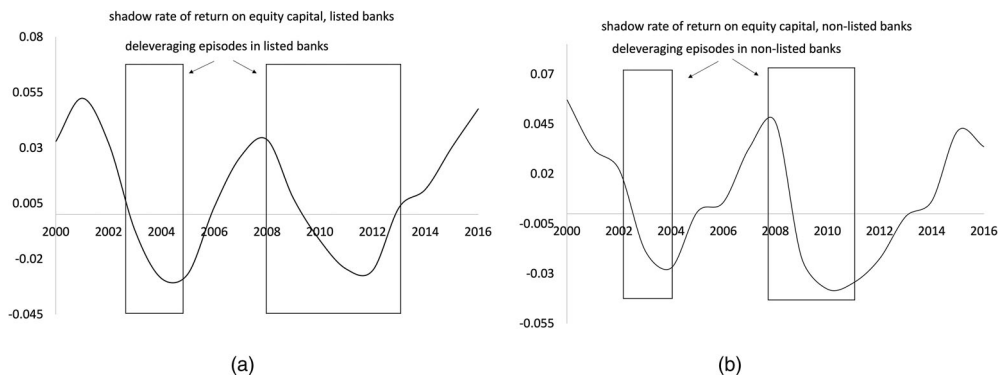 shadow rate of return on equity capital, listed banks
0.08
deleveraging episodes in listed banks
0.055
0.03
0.005
2000 2002 2004 2006 2008 2010 2012 2014 2016
-0.02
-0.045
(a)
shadow rate of return on equity capital, non-listed banks
deleveraging episodes in non-listed banks
0.07
0.045
0.02
-0.005
2000 2002 2004 2006 2008 2010 2012 2014 2016
-0.03
-0.055
(b)